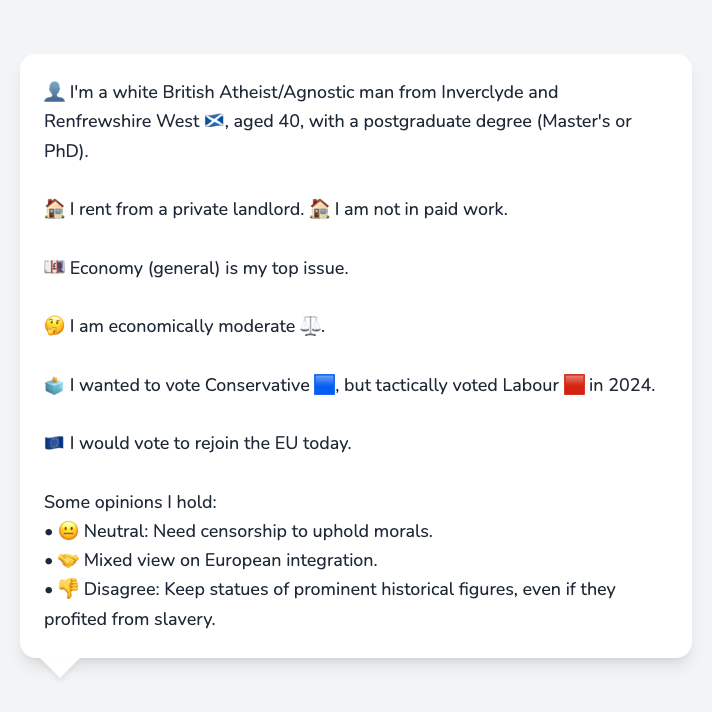 👤 I'm a white British Atheist/Agnostic man from Inverclyde and
Renfrewshire West 🏴󠁧󠁢󠁳󠁣󠁴󠁿, aged 40, with a postgraduate degree (Master's or
PhD).
🏠 I rent from a private landlord. 🏠 I am not in paid work.
💷 Economy (general) is my top issue.
🤔 I am economically moderate ⚖️.
🗳️ I wanted to vote Conservative 🟦, but tactically voted Labour 🟥 in 2024.
🇪🇺 I would vote to rejoin the EU today.
Some opinions I hold:
• 😐 Neutral: Need censorship to uphold morals.
• 🤝 Mixed view on European integration.
• 👎 Disagree: Keep statues of prominent historical figures, even if they
profited from slavery.